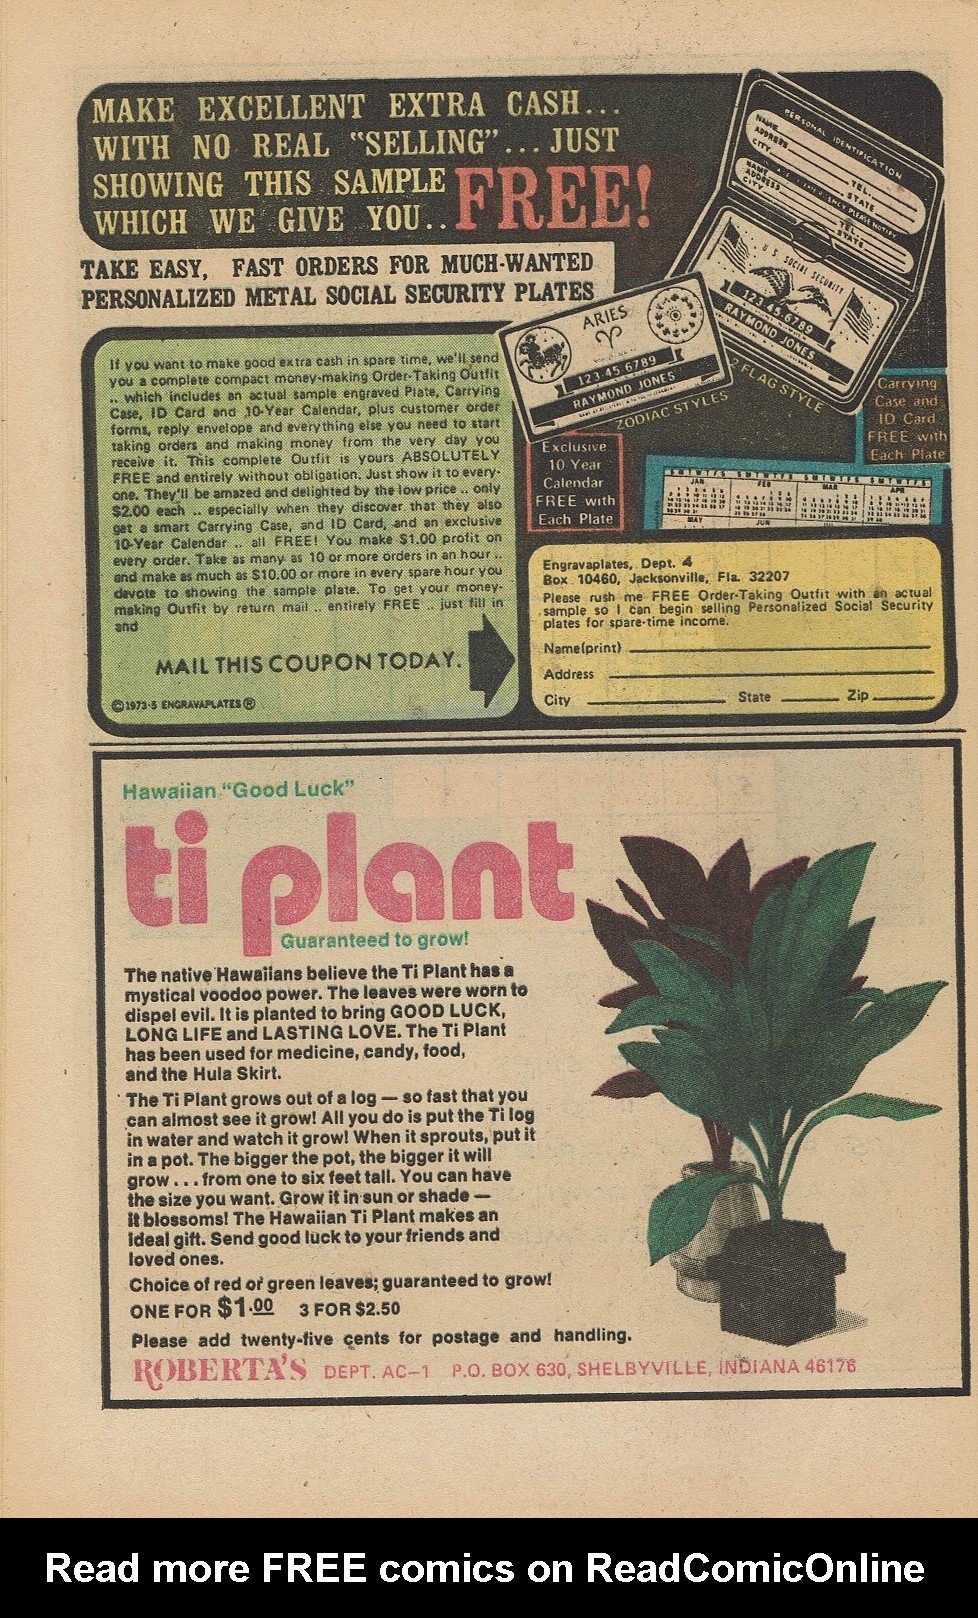 MAKE EXCELLENT EXTRA CASH...
WITH NO REAL "SELLING"... JUST
SHOWING THIS SAMPLE
WHICH WE GIVE YOU.. FREE!
TAKE EASY, FAST ORDERS FOR MUCH-WANTED
PERSONALIZED METAL SOCIAL SECURITY PLATES
PERSONAL IDENTIFICATION
NAME
ADDRESS
CITY
TEL.
STATE
NAME
ADDRESS
CITY
TEL.
STATE
U.S. SOCIAL SECURITY
123-45-6789
RAYMOND JONES
2 FLAG STYLE
ARIES
123-45-6789
RAYMOND JONES
ZODIAC STYLES
Carrying
Case and
ID Card
FREE with
Each Plate
Exclusive
10 Year
Calendar
FREE with
Each Plate
S M T W T F S S M T W T F S S M T W T F S S M T W T F S
JAN FEB MAR APR
MAY JUN
If you want to make good extra cash in spare time, we'll send
you a complete compact money-making Order-Taking Outfit
.. which includes an actual sample engraved Plate, Carrying
Case, ID Card and 10-Year Calendar, plus customer order
forms, reply envelope and everything else you need to start
taking orders and making money from the very day you
receive it. This complete Outfit is yours ABSOLUTELY
FREE and entirely without obligation. Just show it to every-
one. They'll be amazed and delighted by the low price .. only
$2.00 each .. especially when they discover that they also
get a smart Carrying Case, and ID Card, and an exclusive
10-Year Calendar .. all FREE! You make $1.00 profit on
every order. Take as many as 10 or more orders in an hour ..
and make as much as $10.00 or more in every spare hour you
devote to showing the sample plate. To get your money-
making Outfit by return mail .. entirely FREE .. just fill in
and
MAIL THIS COUPON TODAY.
©1973-5 ENGRAVAPLATES®
Engravaplates, Dept. 4
Box 10460, Jacksonville, Fla. 32207
Please rush me FREE Order-Taking Outfit with an actual
sample so I can begin selling Personalized Social Security
plates for spare-time income.
Name(print)
Address
City State Zip
Hawaiian "Good Luck"
ti plant
Guaranteed to grow!
The native Hawaiians believe the Ti Plant has a
mystical voodoo power. The leaves were worn to
dispel evil. It is planted to bring GOOD LUCK,
LONG LIFE and LASTING LOVE. The Ti Plant
has been used for medicine, candy, food,
and the Hula Skirt.
The Ti Plant grows out of a log — so fast that you
can almost see it grow! All you do is put the Ti log
in water and watch it grow! When it sprouts, put it
in a pot. The bigger the pot, the bigger it will
grow . . . from one to six feet tall. You can have
the size you want. Grow it in sun or shade —
it blossoms! The Hawaiian Ti Plant makes an
ideal gift. Send good luck to your friends and
loved ones.
Choice of red or green leaves; guaranteed to grow!
ONE FOR $1.00 3 FOR $2.50
Please add twenty-five cents for postage and handling.
ROBERTA'S DEPT. AC-1 P.O. BOX 630, SHELBYVILLE, INDIANA 46176
Read more FREE comics on ReadComicOnline